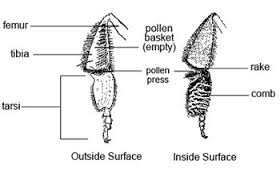 femur
pollen
basket
(empty)
tibia
pollen
press
rake
tarsi
comb
Outside Surface
Inside Surface